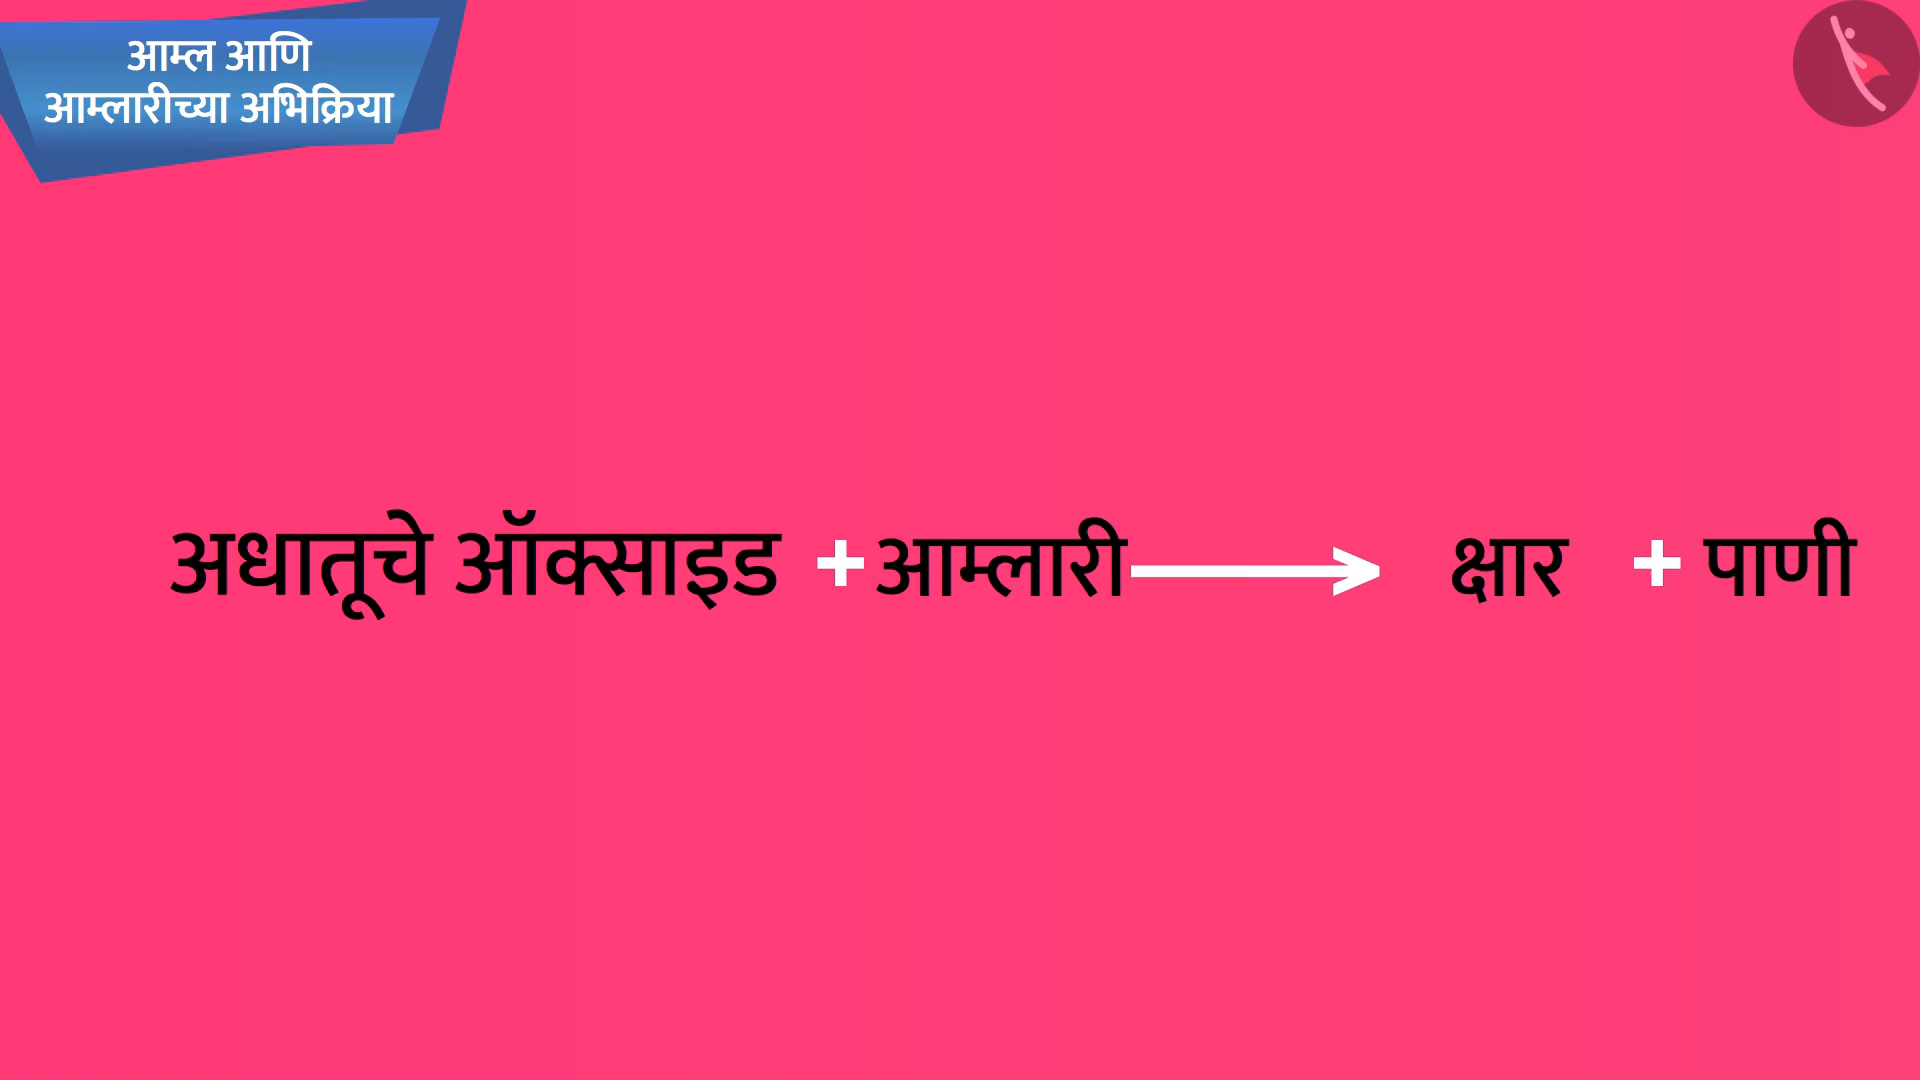 आम्ल आणि
आम्लारीच्या अभिक्रिया
अधातूचे ऑक्साइड + आम्लारी ⟶ क्षार + पाणी